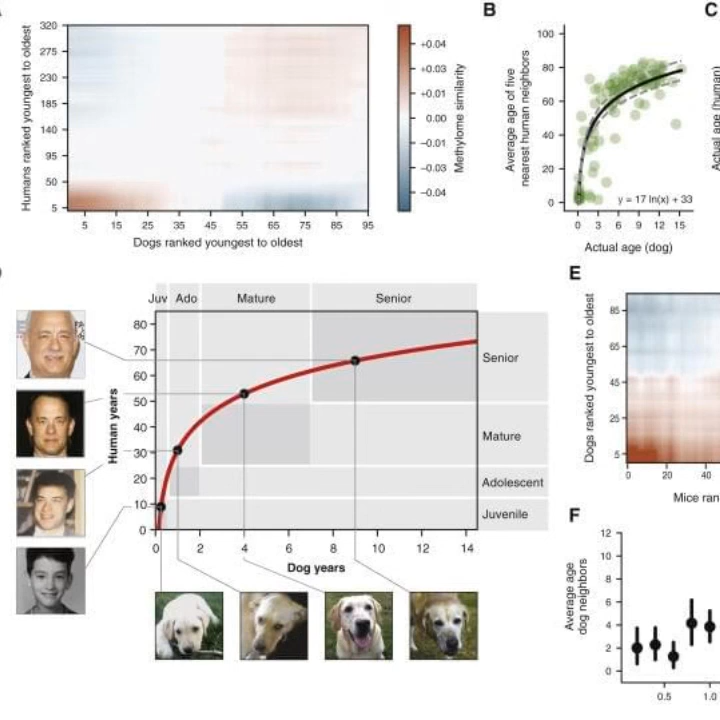 B
C
Humans ranked youngest to oldest
320
275
230
185
140
95
50
5
5 15 25 35 45 55 65 75 85 95
Dogs ranked youngest to oldest
+0.04
+0.03
+0.01
0.00
−0.01
−0.03
−0.04
Methylome similarity
Average age of five
nearest human neighbors
100
80
60
40
20
0
y = 17 ln(x) + 33
0 3 6 9 12 15
Actual age (dog)
Actual age (human)
Juv Ado Mature Senior
Human years
80
70
60
50
40
30
20
10
0
Senior
Mature
Adolescent
Juvenile
0 2 4 6 8 10 12 14
Dog years
E
Dogs ranked youngest to oldest
85
65
45
25
5
0 20 40
Mice ran
F
Average age
dog neighbors
12
10
8
6
4
2
0
0.5 1.0